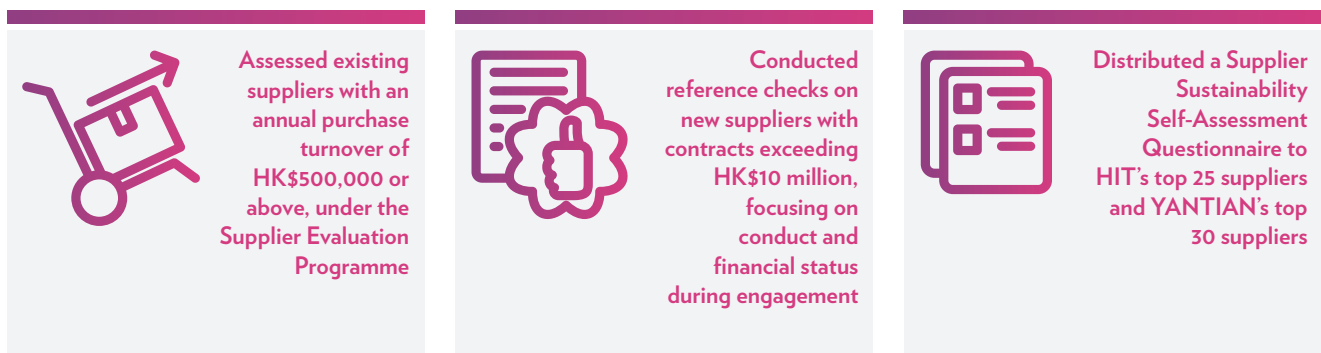 Assessed existing
suppliers with an
annual purchase
turnover of
HK$500,000 or
above, under the
Supplier Evaluation
Programme
Conducted
reference checks on
new suppliers with
contracts exceeding
HK$10 million,
focusing on
conduct and
financial status
during engagement
Distributed a Supplier
Sustainability
Self-Assessment
Questionnaire to
HIT’s top 25 suppliers
and YANTIAN’s top
30 suppliers